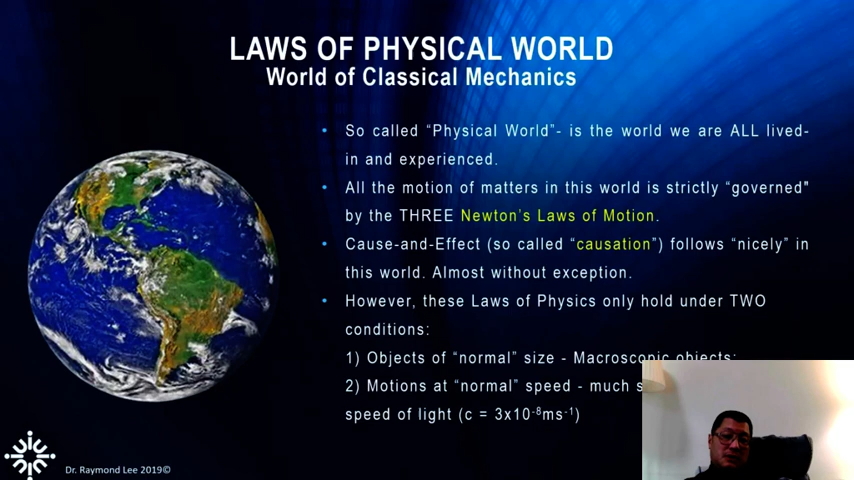 LAWS OF PHYSICAL WORLD
World of Classical Mechanics
• So called “Physical World”- is the world we are ALL lived-
in and experienced.
• All the motion of matters in this world is strictly “governed"
by the THREE Newton's Laws of Motion.
• Cause-and-Effect (so called “causation”) follows “nicely” in
this world. Almost without exception.
• However, these Laws of Physics only hold under TWO
conditions:
1) Objects of “normal” size - Macroscopic objects;
2) Motions at “normal” speed - much
speed of light (c = 3x10⁻⁸ms⁻¹)
Dr. Raymond Lee 2019©